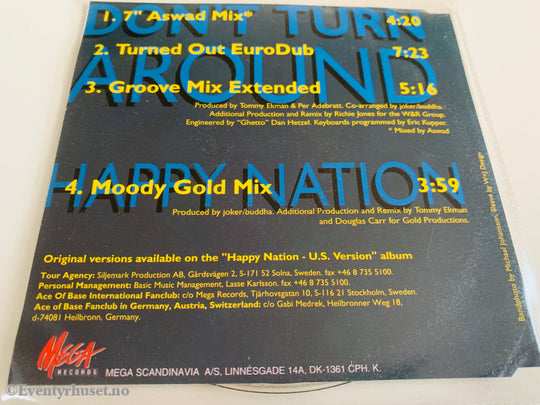 DON'T TURN
1. 7" Aswad Mix* 4:20
2. Turned Out EuroDub 7:23
AROUND
3. Groove Mix Extended 5:16
Produced by Tommy Ekman & Per Adebratt. Co-arranged by joker/buddha.
Additional Production and Remix by Richie Jones for the W&R Group.
Engineered by "Ghetto" Dan Hetzel. Keyboards programmed by Eric Kupper.
* Mixed by Aswad
HAPPY NATION
4. Moody Gold Mix 3:59
Produced by joker/buddha. Additional Production and Remix by Tommy Ekman
and Douglas Carr for Gold Productions.
Original versions available on the "Happy Nation - U.S. Version" album
Tour Agency: Siljemark Production AB, Gårdsvägen 2, S-171 52 Solna, Sweden. fax +46 8 735 5100.
Personal Management: Basic Music Management, Lasse Karlsson. fax +46 8 735 5100.
Ace Of Base International Fanclub: c/o Mega Records, Tjärhovsgatan 10, S-116 21 Stockholm, Sweden.
Ace of Base Fanclub in Germany, Austria, Switzerland: c/o Gabi Medrek, Heilbronner Weg 18,
d-74081 Heilbronn, Germany.
Bandphoto by Michael Johansson, Sleeve by Wej Design
MEGA
RECORDS
MEGA SCANDINAVIA A/S, LINNÉSGADE 14A, DK-1361 CPH. K.
©Eventyrhuset.no